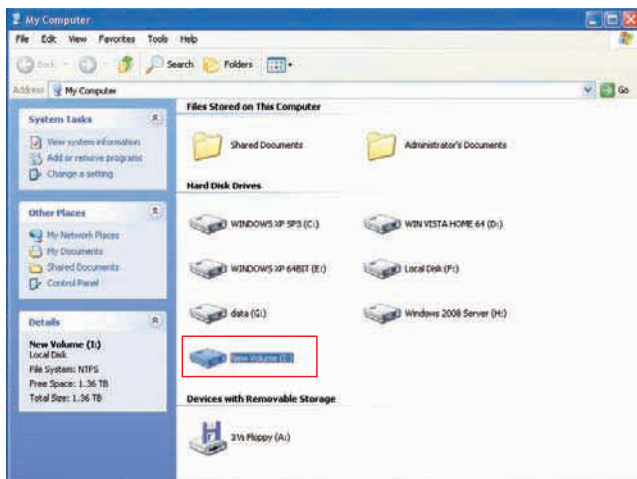 My Computer
File Edit View Favorites Tools Help
Back Search Folders
Address My Computer Go
System Tasks
View system information
Add or remove programs
Change a setting
Other Places
My Network Places
My Documents
Shared Documents
Control Panel
Details
New Volume (I:)
Local Disk
File System: NTFS
Free Space: 1.36 TB
Total Size: 1.36 TB
Files Stored on This Computer
Shared Documents Administrator's Documents
Hard Disk Drives
WINDOWS XP SP3 (C:) WIN VISTA HOME 64 (D:)
WINDOWS XP 64BIT (E:) Local Disk (F:)
data (G:) Windows 2008 Server (H:)
New Volume (I:)
Devices with Removable Storage
3½ Floppy (A:)